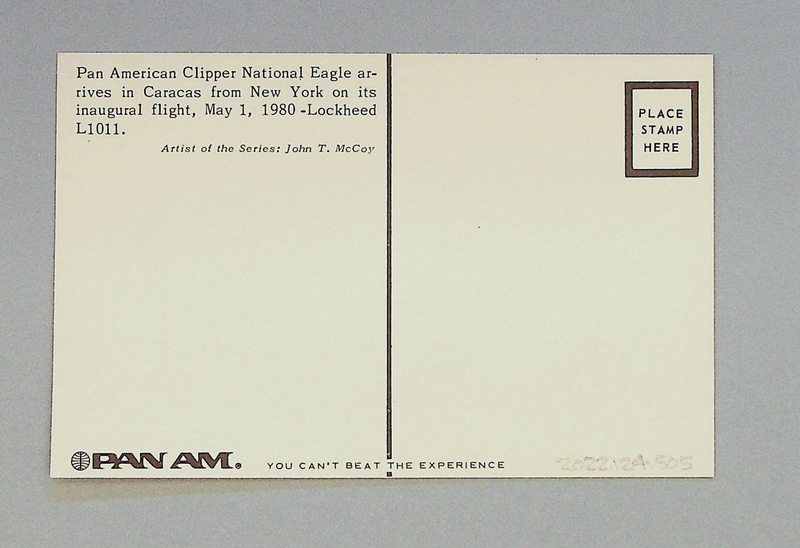 Pan American Clipper National Eagle ar-
rives in Caracas from New York on its
inaugural flight, May 1, 1980 -Lockheed
L1011.
Artist of the Series: John T. McCoy
PLACE
STAMP
HERE
PAN AM.®
YOU CAN'T BEAT THE EXPERIENCE
2022.24.505